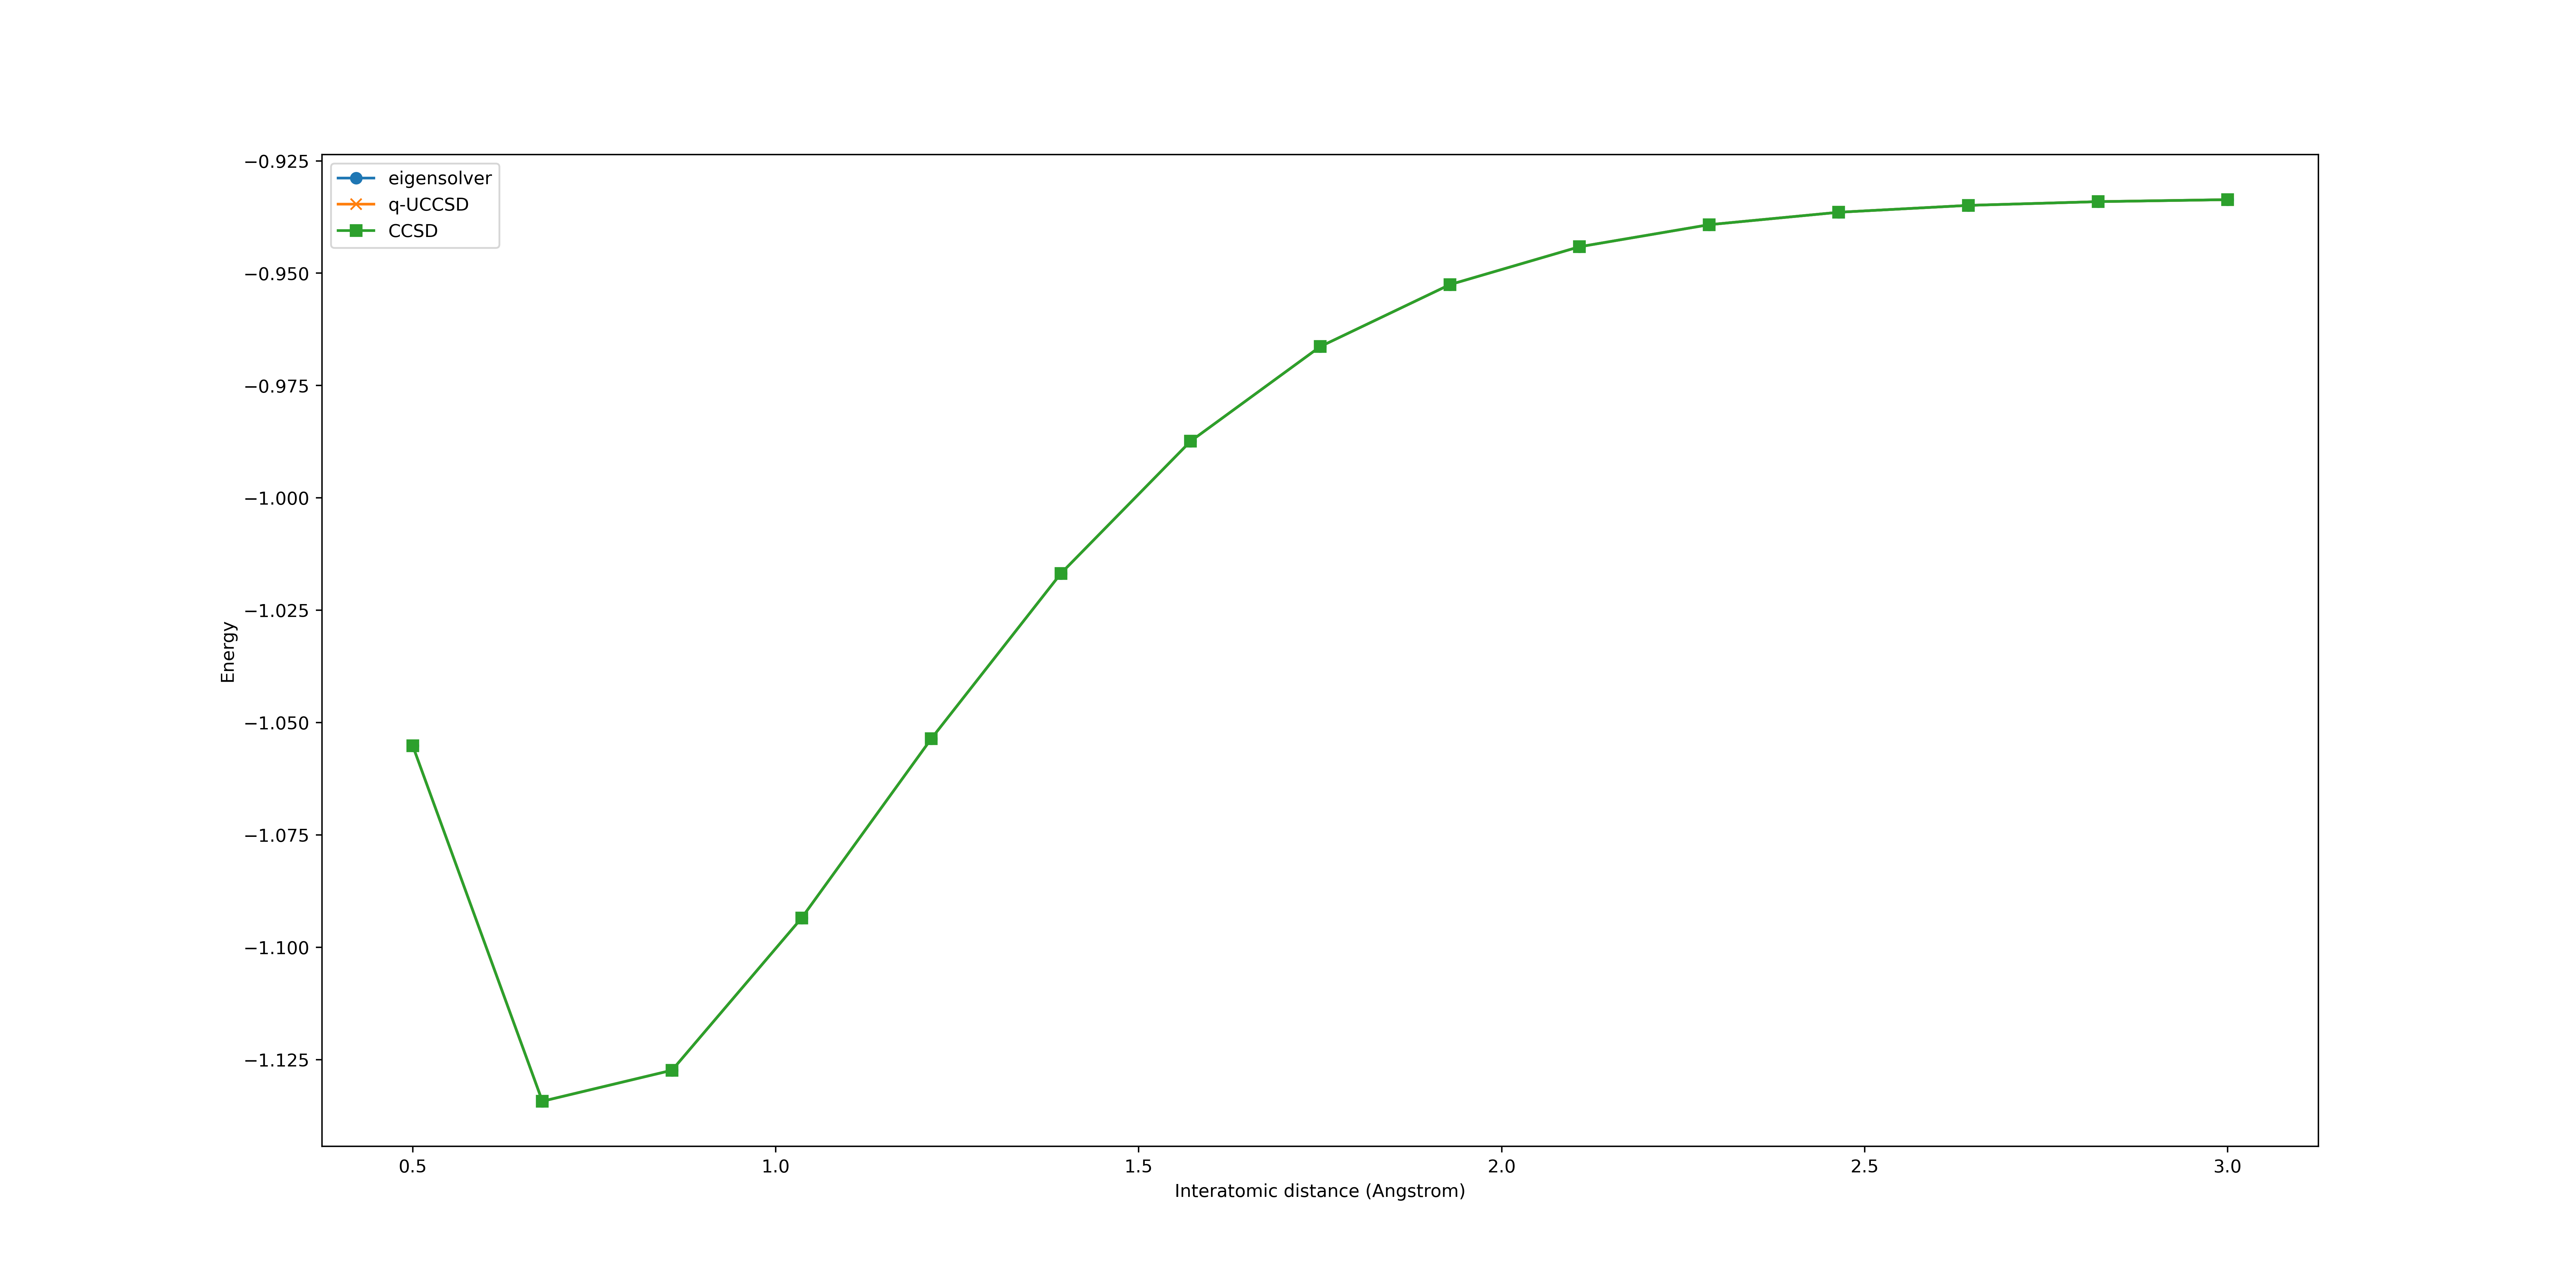 eigensolver
q-UCCSD
CCSD
−0.925
−0.950
−0.975
−1.000
−1.025
−1.050
−1.075
−1.100
−1.125
Energy
0.5 1.0 1.5 2.0 2.5 3.0
Interatomic distance (Angstrom)